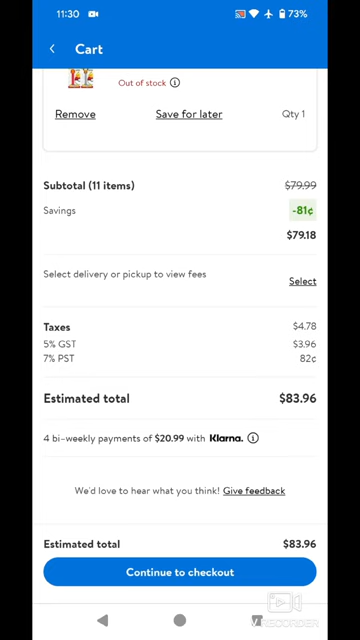 11:30
73%
Cart
Out of stock
Remove
Save for later
Qty 1
Subtotal (11 items)
$79.99
Savings
-81¢
$79.18
Select delivery or pickup to view fees
Select
Taxes
$4.78
5% GST
$3.96
7% PST
82¢
Estimated total
$83.96
4 bi-weekly payments of $20.99 with Klarna.
We'd love to hear what you think! Give feedback
Estimated total
$83.96
Continue to checkout
V RECORDER